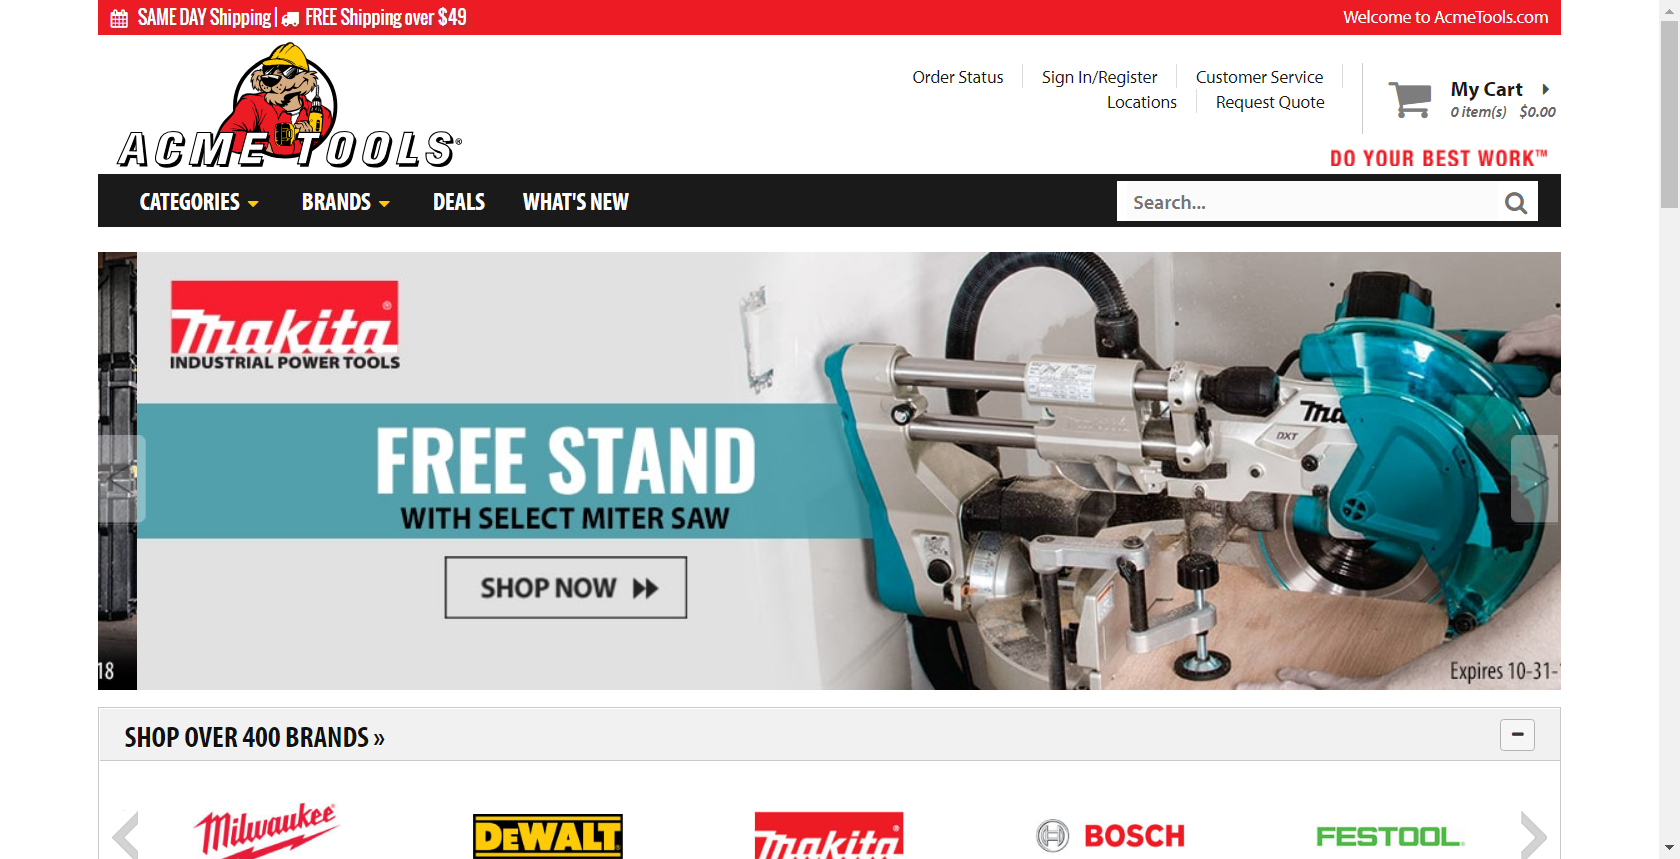 SAME DAY Shipping | FREE Shipping over $49
Welcome to AcmeTools.com
ACME TOOLS®
Order Status
Sign In/Register
Customer Service
Locations
Request Quote
My Cart
0 item(s) $0.00
DO YOUR BEST WORK™
CATEGORIES
BRANDS
DEALS
WHAT'S NEW
Search...
Makita®
INDUSTRIAL POWER TOOLS
FREE STAND
WITH SELECT MITER SAW
SHOP NOW
DXT
18
Expires 10-31-
SHOP OVER 400 BRANDS »
Milwaukee®
DEWALT
Makita®
BOSCH
FESTOOL